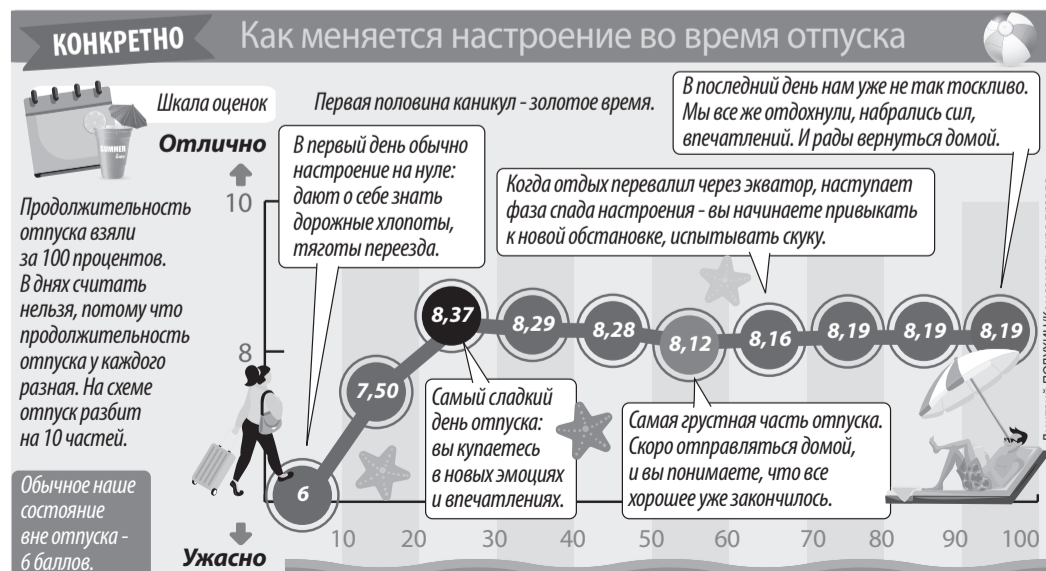 КОНКРЕТНО
Как меняется настроение во время отпуска
Шкала оценок
Отлично
SUMMER
Продолжительность
отпуска взяли
за 100 процентов.
В днях считать
нельзя, потому что
продолжительность
отпуска у каждого
разная. На схеме
отпуск разбит
на 10 частей.
Обычное наше
состояние
вне отпуска -
6 баллов.
Первая половина каникул - золотое время.
В первый день обычно
настроение на нуле:
дают о себе знать
дорожные хлопоты,
тяготы переезда.
В последний день нам уже не так тоскливо.
Мы все же отдохнули, набрались сил,
впечатлений. И рады вернуться домой.
Когда отдых перевалил через экватор, наступает
фаза спада настроения - вы начинаете привыкать
к новой обстановке, испытывать скуку.
10
8
6
7,50
8,37
8,29
8,28
8,12
8,16
8,19
8,19
8,19
Самый сладкий
день отпуска:
вы купаетесь
в новых эмоциях
и впечатлениях.
Самая грустная часть отпуска.
Скоро отправляться домой,
и вы понимаете, что все
хорошее уже закончилось.
Ужасно
10 20 30 40 50 60 70 80 90 100